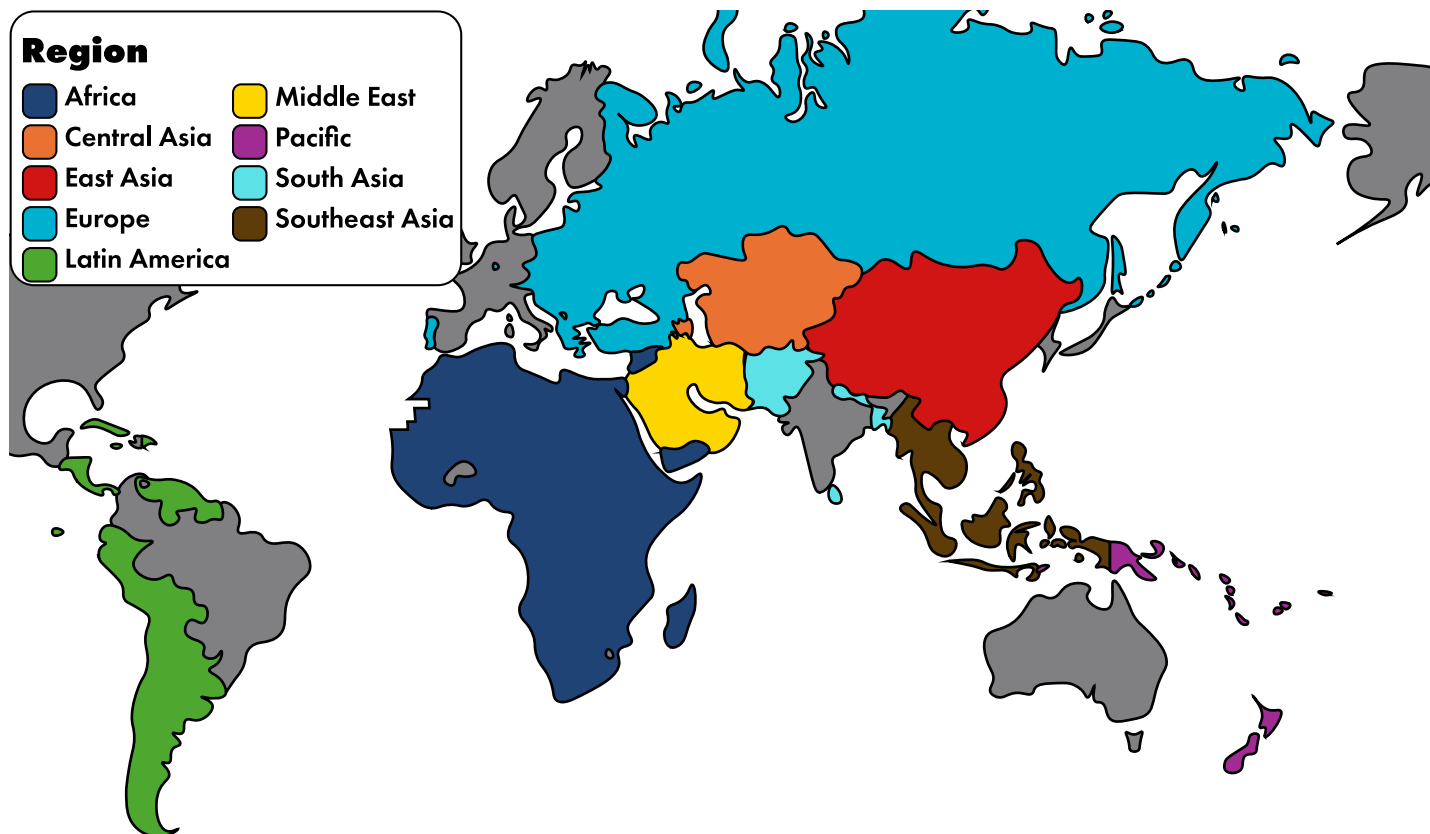 Region
Africa
Central Asia
East Asia
Europe
Latin America
Middle East
Pacific
South Asia
Southeast Asia